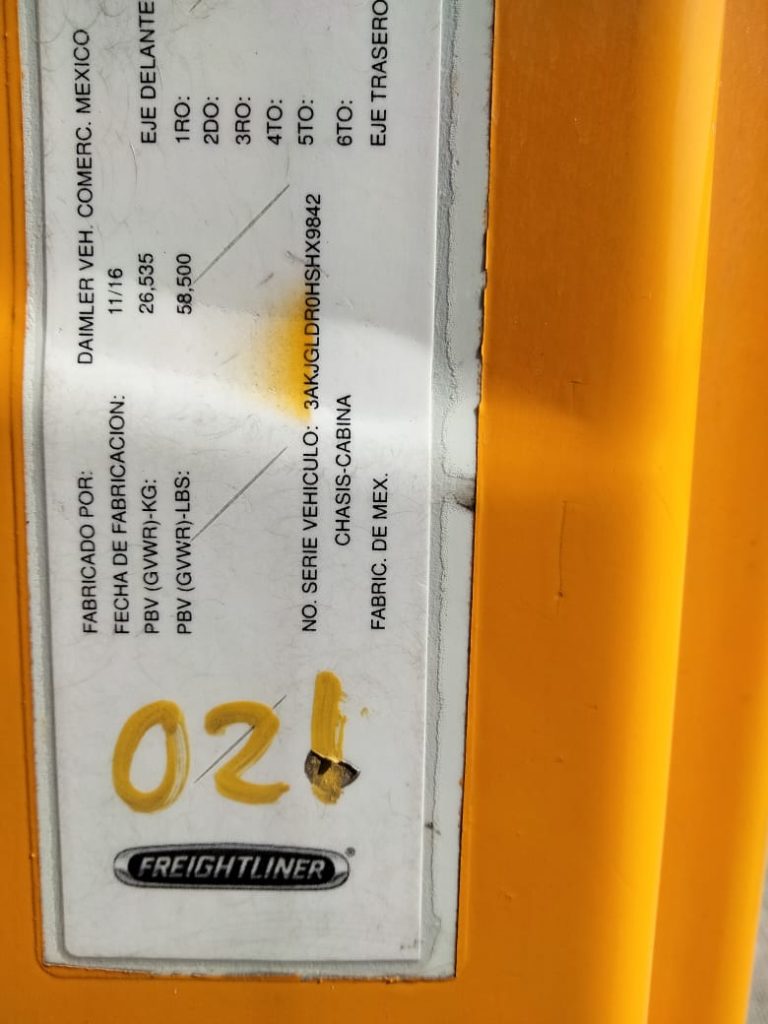 FREIGHTLINER®
021
FABRICADO POR: DAIMLER VEH. COMERC. MEXICO
FECHA DE FABRICACION: 11/16
PBV (GVWR)-KG: 26,535 EJE DELANTE
PBV (GVWR)-LBS: 58,500 1RO:
2DO:
3RO:
4TO:
NO. SERIE VEHICULO: 3AKJGLDR0HSHX9842 5TO:
CHASIS-CABINA 6TO:
FABRIC. DE MEX. EJE TRASERO